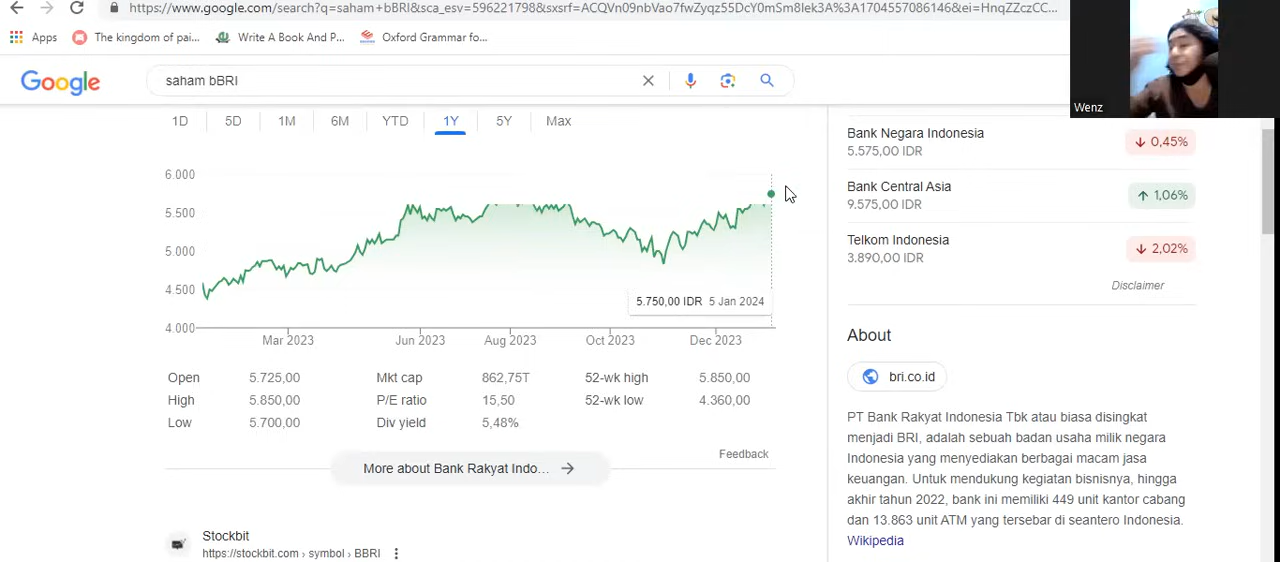 https://www.google.com/search?q=saham+bBRI&sca_esv=596221798&sxsrf=ACQVn09nbVao7fwZyqz55DcY0mSm8lek3A%3A1704557086146&ei=HnqZZczCC...
Apps
The kingdom of pai...
Write A Book And P...
Oxford Grammar fo...
Wenz
Google
saham bBRI
1D 5D 1M 6M YTD 1Y 5Y Max
6.000
5.500
5.000
4.500
4.000
5.750,00 IDR 5 Jan 2024
Mar 2023 Jun 2023 Aug 2023 Oct 2023 Dec 2023
Open 5.725,00 Mkt cap 862,75T 52-wk high 5.850,00
High 5.850,00 P/E ratio 15,50 52-wk low 4.360,00
Low 5.700,00 Div yield 5,48%
Feedback
More about Bank Rakyat Indo...
Stockbit
https://stockbit.com › symbol › BBRI
Bank Negara Indonesia
5.575,00 IDR
0,45%
Bank Central Asia
9.575,00 IDR
1,06%
Telkom Indonesia
3.890,00 IDR
2,02%
Disclaimer
About
bri.co.id
PT Bank Rakyat Indonesia Tbk atau biasa disingkat
menjadi BRI, adalah sebuah badan usaha milik negara
Indonesia yang menyediakan berbagai macam jasa
keuangan. Untuk mendukung kegiatan bisnisnya, hingga
akhir tahun 2022, bank ini memiliki 449 unit kantor cabang
dan 13.863 unit ATM yang tersebar di seantero Indonesia.
Wikipedia